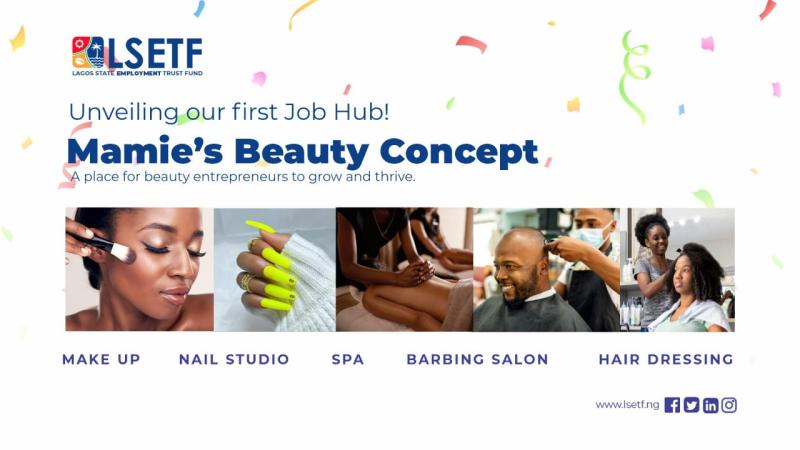 LSETF
LAGOS STATE EMPLOYMENT TRUST FUND
Unveiling our first Job Hub!
Mamie's Beauty Concept
A place for beauty entrepreneurs to grow and thrive.
MAKE UP NAIL STUDIO SPA BARBING SALON HAIR DRESSING
www.lsetf.ng